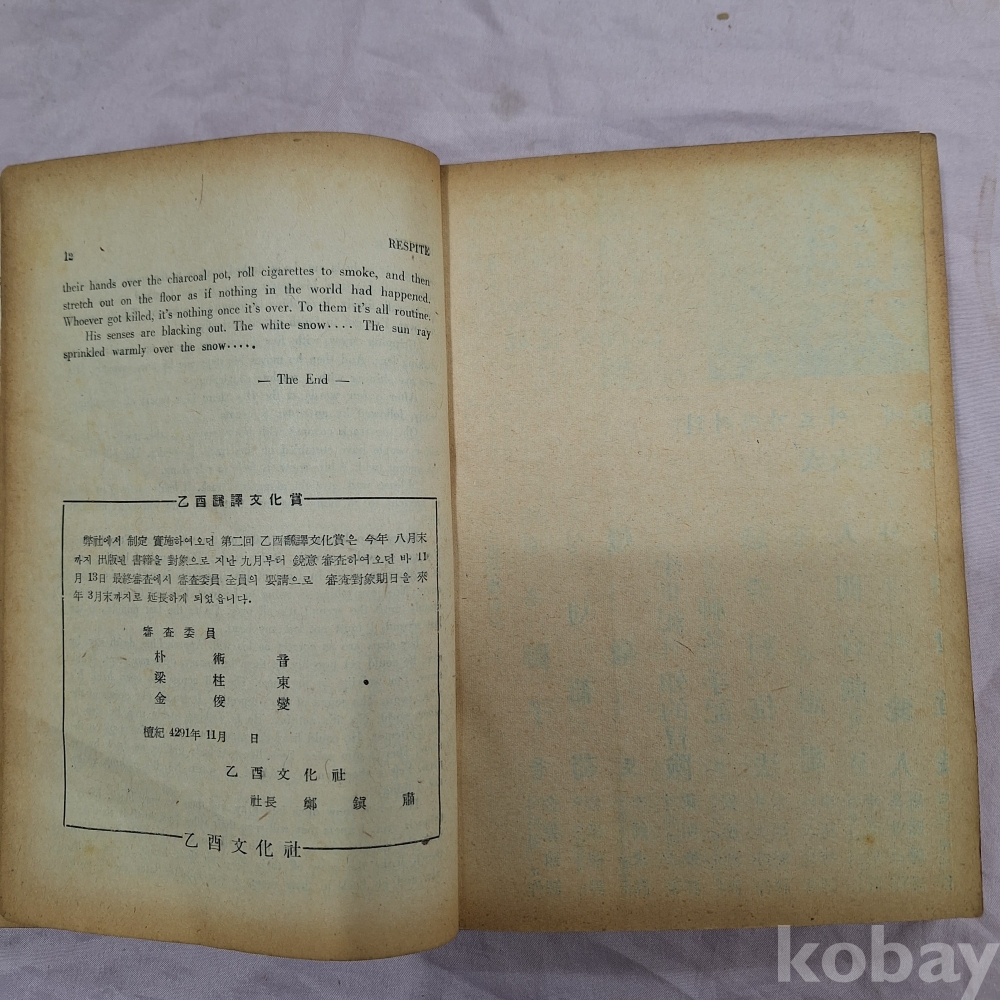 12 RESPITE
their hands over the charcoal pot, roll cigarettes to smoke, and then
stretch out on the floor as if nothing in the world had happened.
Whoever got killed, it's nothing once it's over. To them it's all routine.
His senses are blacking out. The white snow···· The sun ray
sprinkled warmly over the snow····.
— The End —
乙酉飜譯文化賞
弊社에서 制定 實施하여오던 第二回 乙酉飜譯文化賞은 今年 八月末
까지 出版된 書籍을 對象으로 지난 九月부터 銳意 審査하여오던 바 11
月 13日 最終審査에서 審査委員 全員의 要請으로 審査對象期日을 來
年 3月末까지로 延長하게 되었읍니다.
審査委員
朴術音
梁柱東
金俊燮
檀紀 4291年 11月 日
乙酉文化社
社長 鄭鎭肅
乙酉文化社
kobay